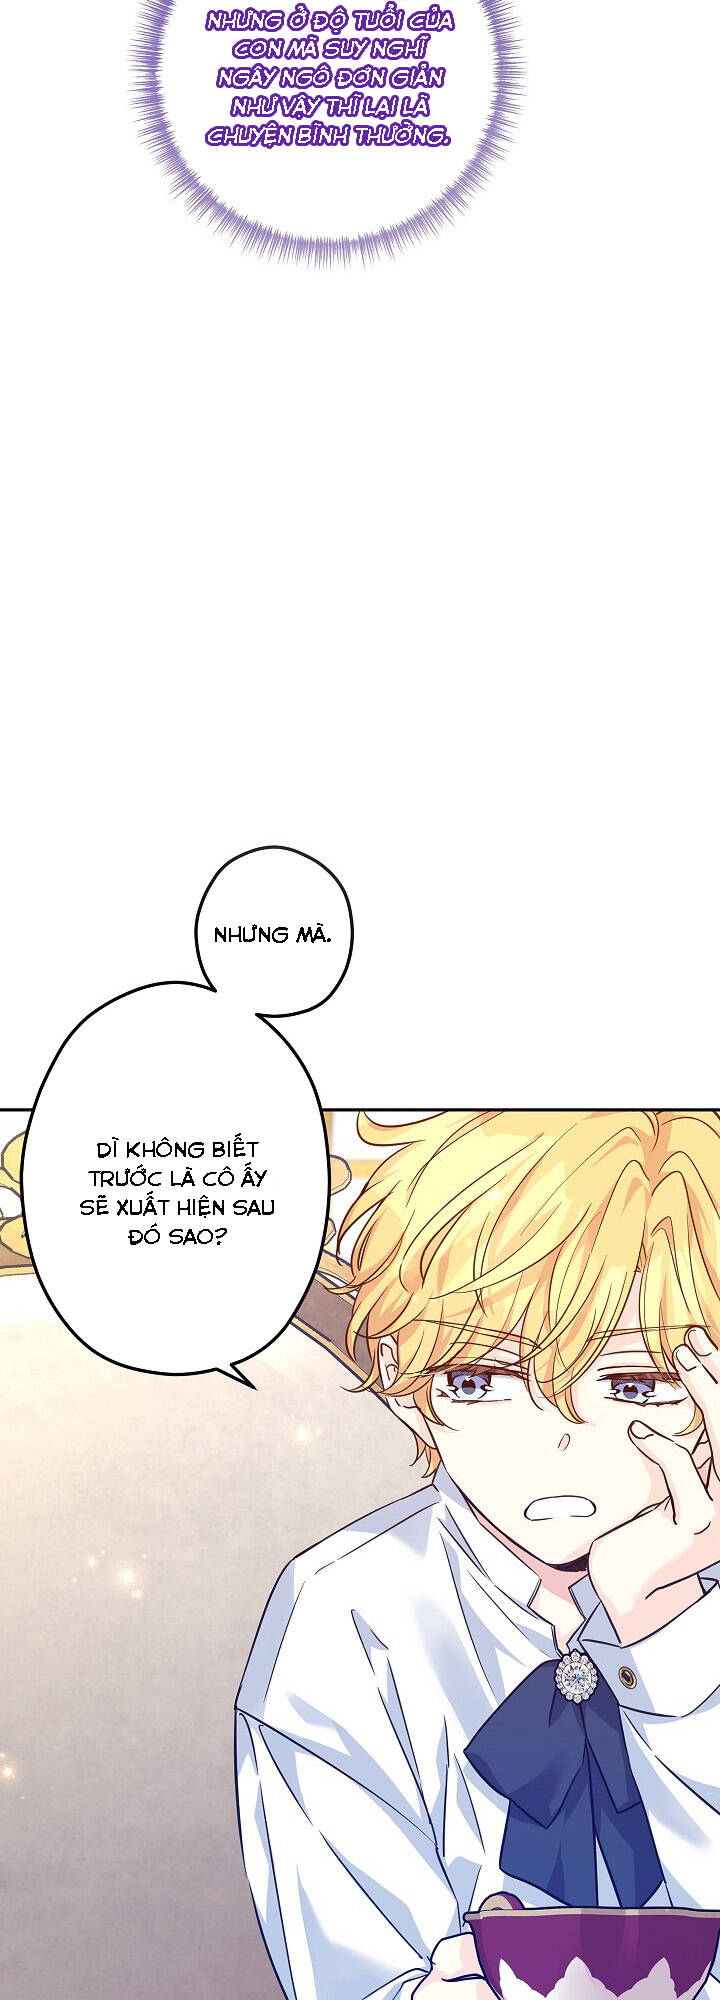 NHƯNG Ở ĐỘ TUỔI CỦA
CON MÀ SUY NGHĨ
NGÂY NGÔ ĐƠN GIẢN
NHƯ VẬY THÌ LẠI LÀ
CHUYỆN BÌNH THƯỜNG.
NHƯNG MÀ.
DÌ KHÔNG BIẾT
TRƯỚC LÀ CÔ ẤY
SẼ XUẤT HIỆN SAU
ĐÓ SAO?